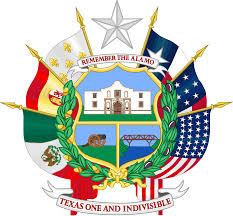 REMEMBER THE ALAMO
TEXAS ONE AND INDIVISIBLE